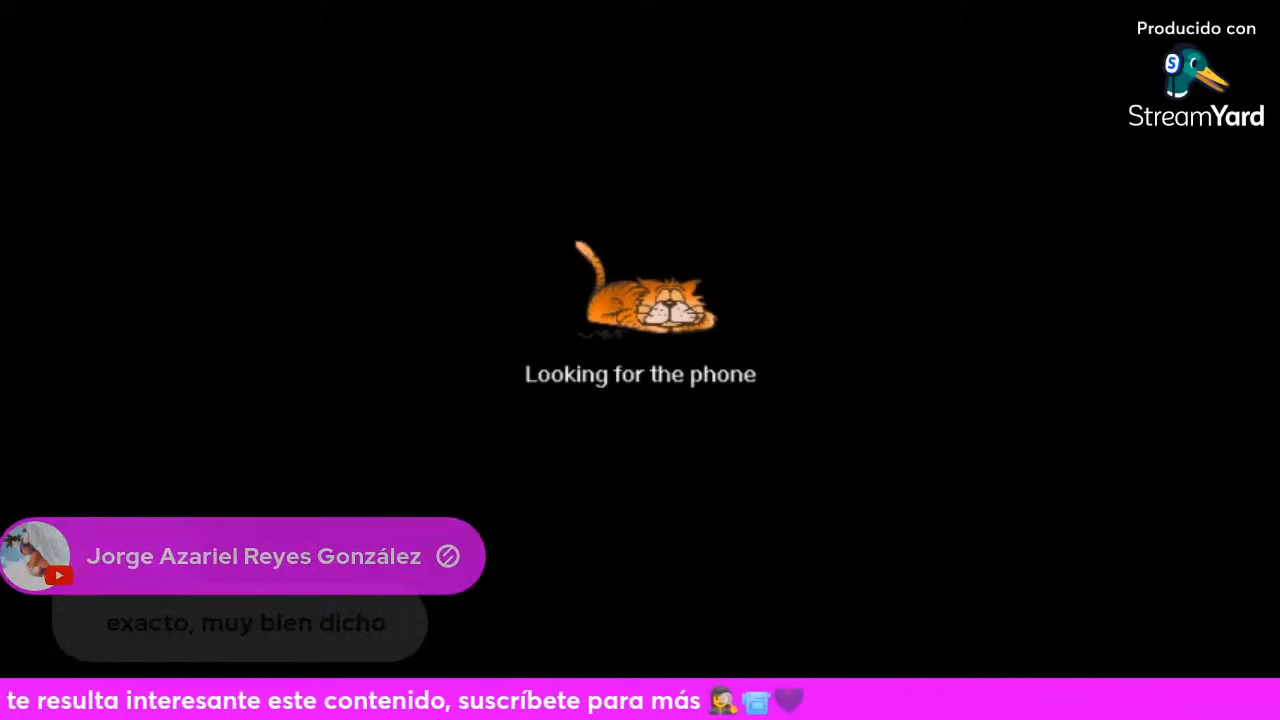 Producido con
StreamYard
Looking for the phone
Jorge Azariel Reyes González
exacto, muy bien dicho
te resulta interesante este contenido, suscríbete para más 🕵️‍♀️📹💜